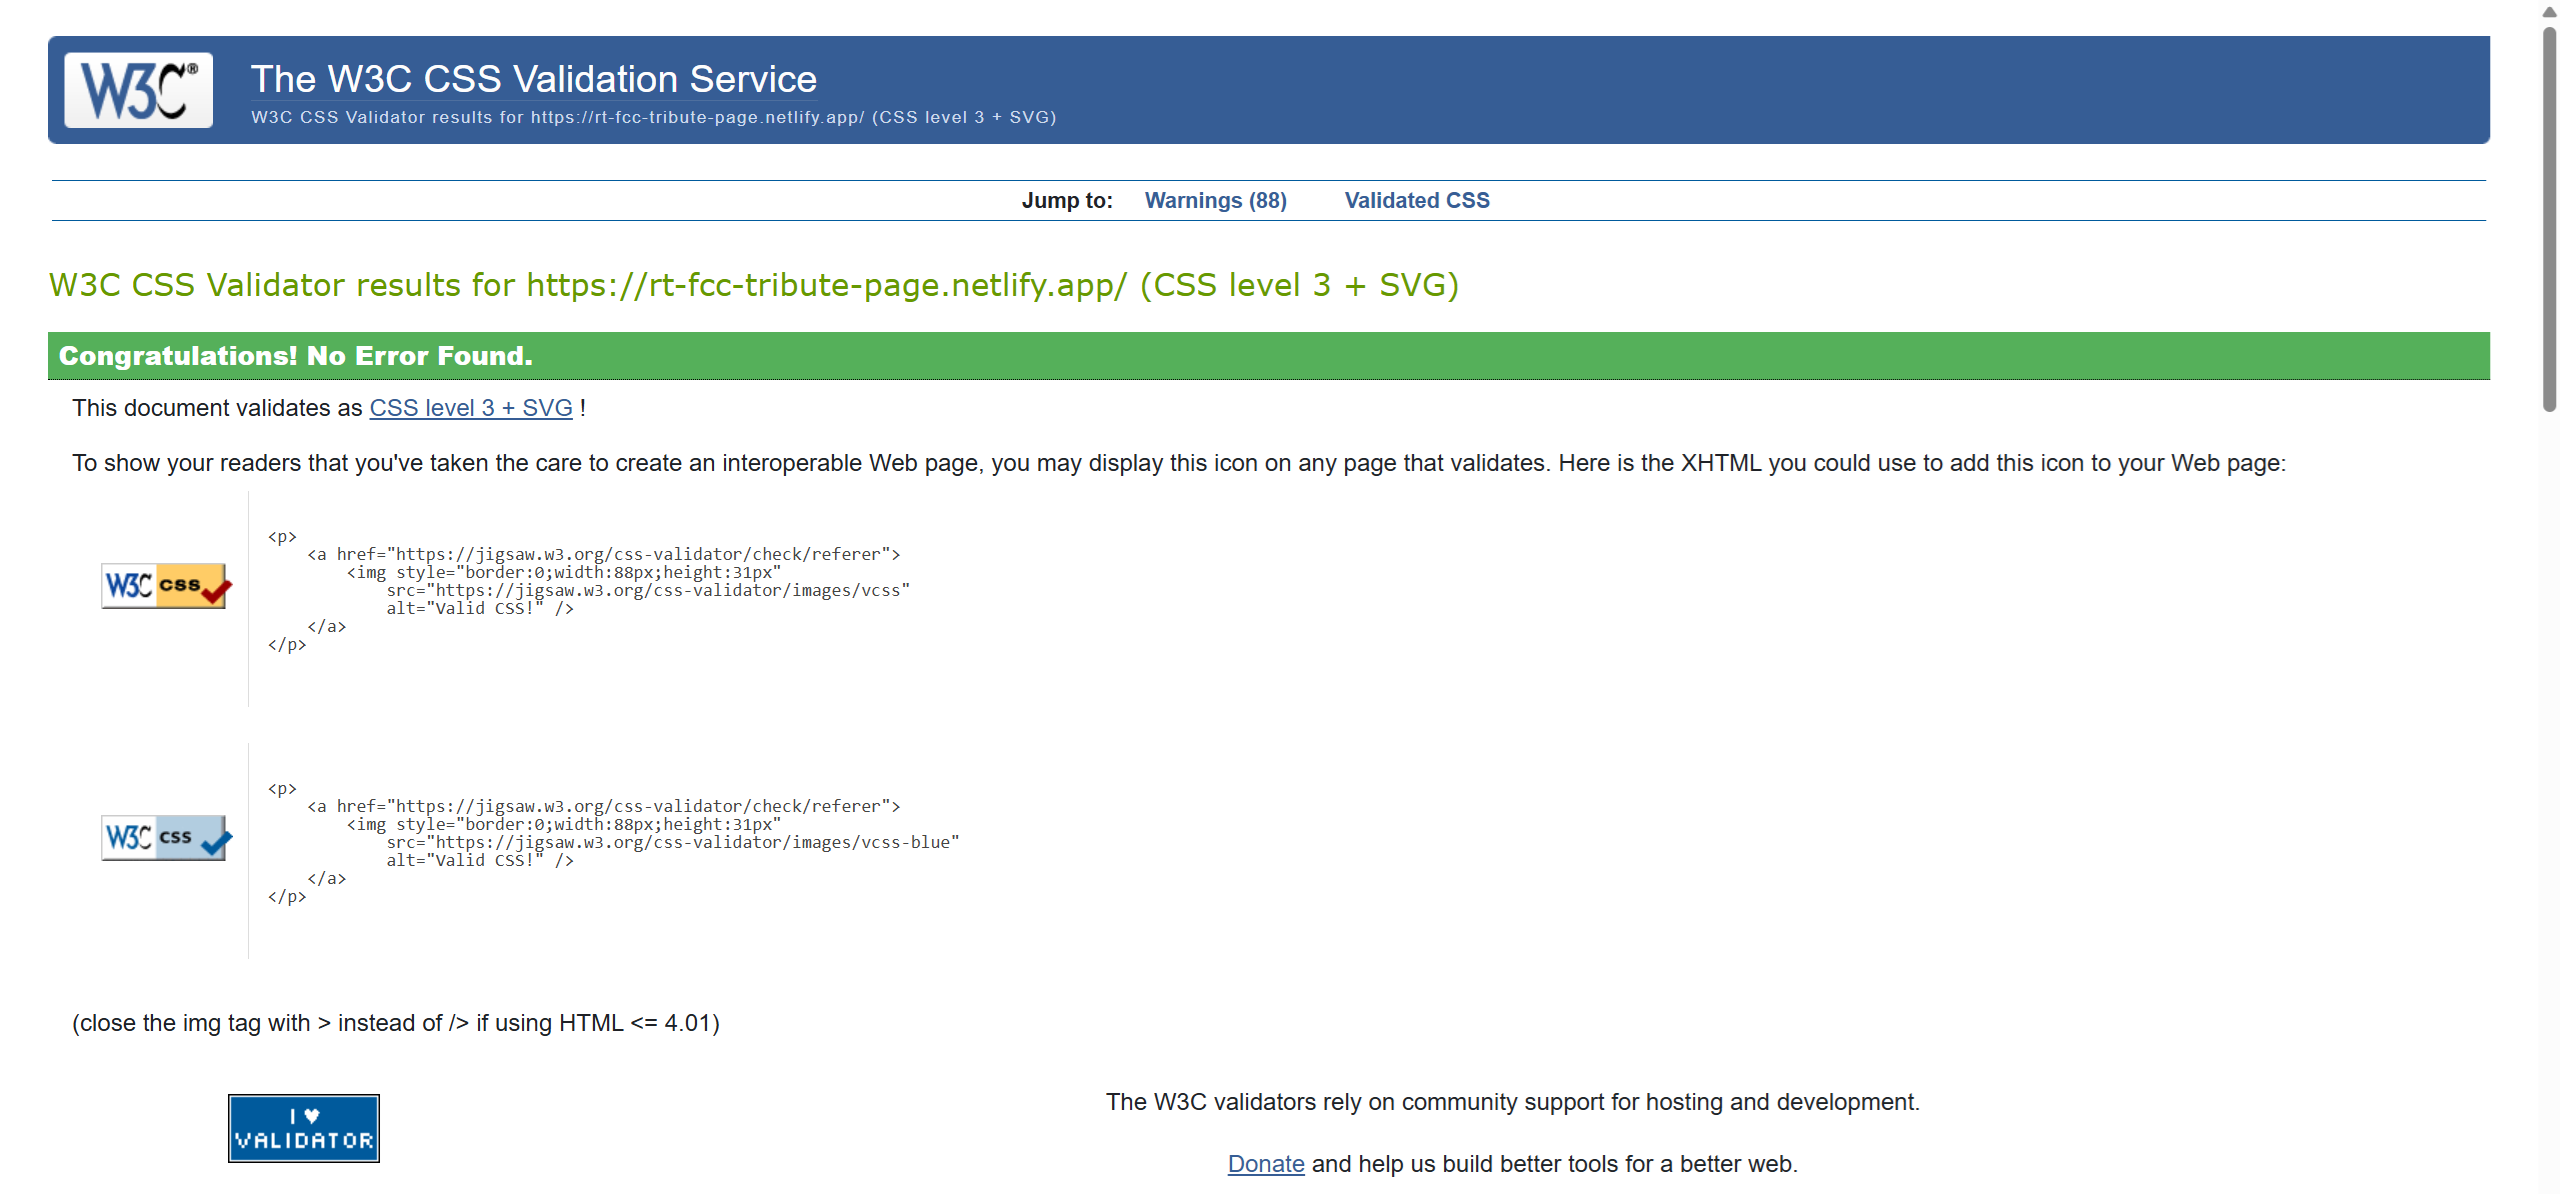 W3C®
The W3C CSS Validation Service
W3C CSS Validator results for https://rt-fcc-tribute-page.netlify.app/ (CSS level 3 + SVG)
Jump to: Warnings (88) Validated CSS
W3C CSS Validator results for https://rt-fcc-tribute-page.netlify.app/ (CSS level 3 + SVG)
Congratulations! No Error Found.
This document validates as CSS level 3 + SVG !
To show your readers that you've taken the care to create an interoperable Web page, you may display this icon on any page that validates. Here is the XHTML you could use to add this icon to your Web page:
W3C css
<p>
    <a href="https://jigsaw.w3.org/css-validator/check/referer">
        <img style="border:0;width:88px;height:31px"
            src="https://jigsaw.w3.org/css-validator/images/vcss"
            alt="Valid CSS!" />
    </a>
</p>
W3C css
<p>
    <a href="https://jigsaw.w3.org/css-validator/check/referer">
        <img style="border:0;width:88px;height:31px"
            src="https://jigsaw.w3.org/css-validator/images/vcss-blue"
            alt="Valid CSS!" />
    </a>
</p>
(close the img tag with > instead of /> if using HTML <= 4.01)
I ♥
VALIDATOR
The W3C validators rely on community support for hosting and development.
Donate and help us build better tools for a better web.